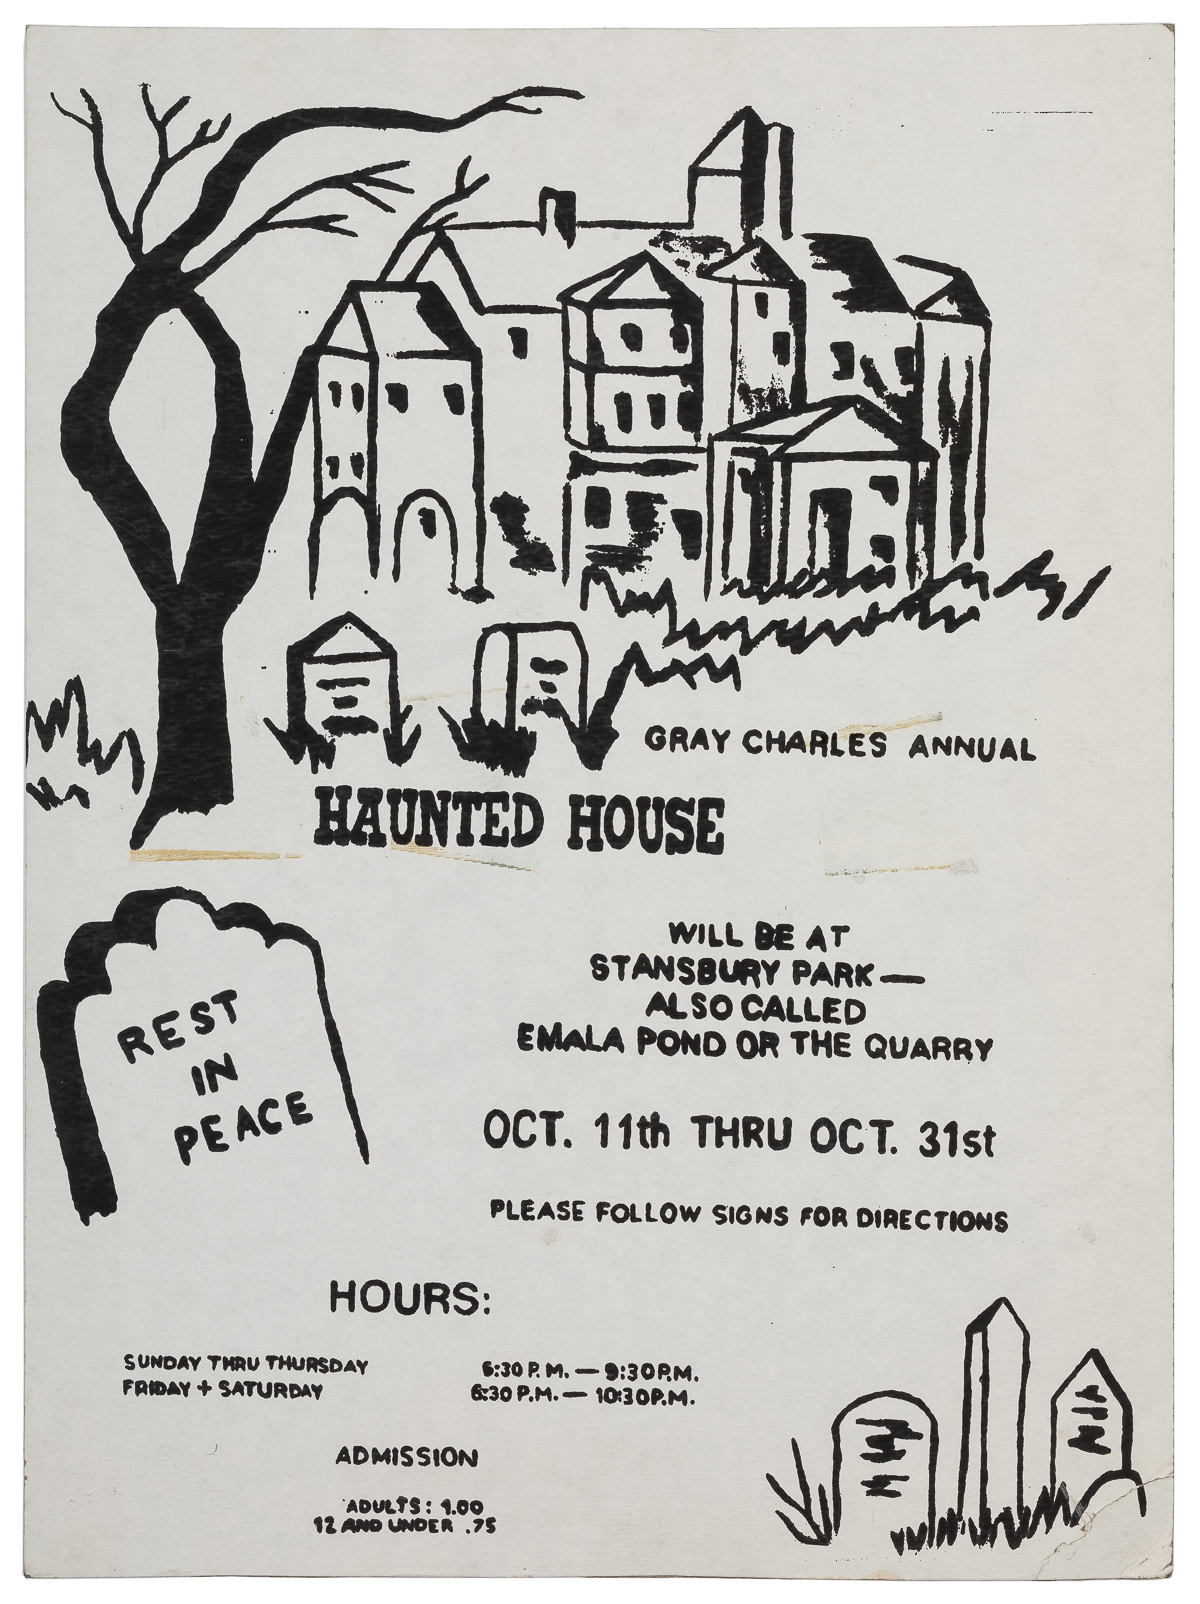 GRAY CHARLES ANNUAL
HAUNTED HOUSE
WILL BE AT
STANSBURY PARK—
ALSO CALLED
EMALA POND OR THE QUARRY
REST
IN
PEACE
OCT. 11th THRU OCT. 31st
PLEASE FOLLOW SIGNS FOR DIRECTIONS
HOURS:
SUNDAY THRU THURSDAY 6:30 P.M. — 9:30 P.M.
FRIDAY + SATURDAY 6:30 P.M. — 10:30 P.M.
ADMISSION
ADULTS: 1.00
12 AND UNDER .75